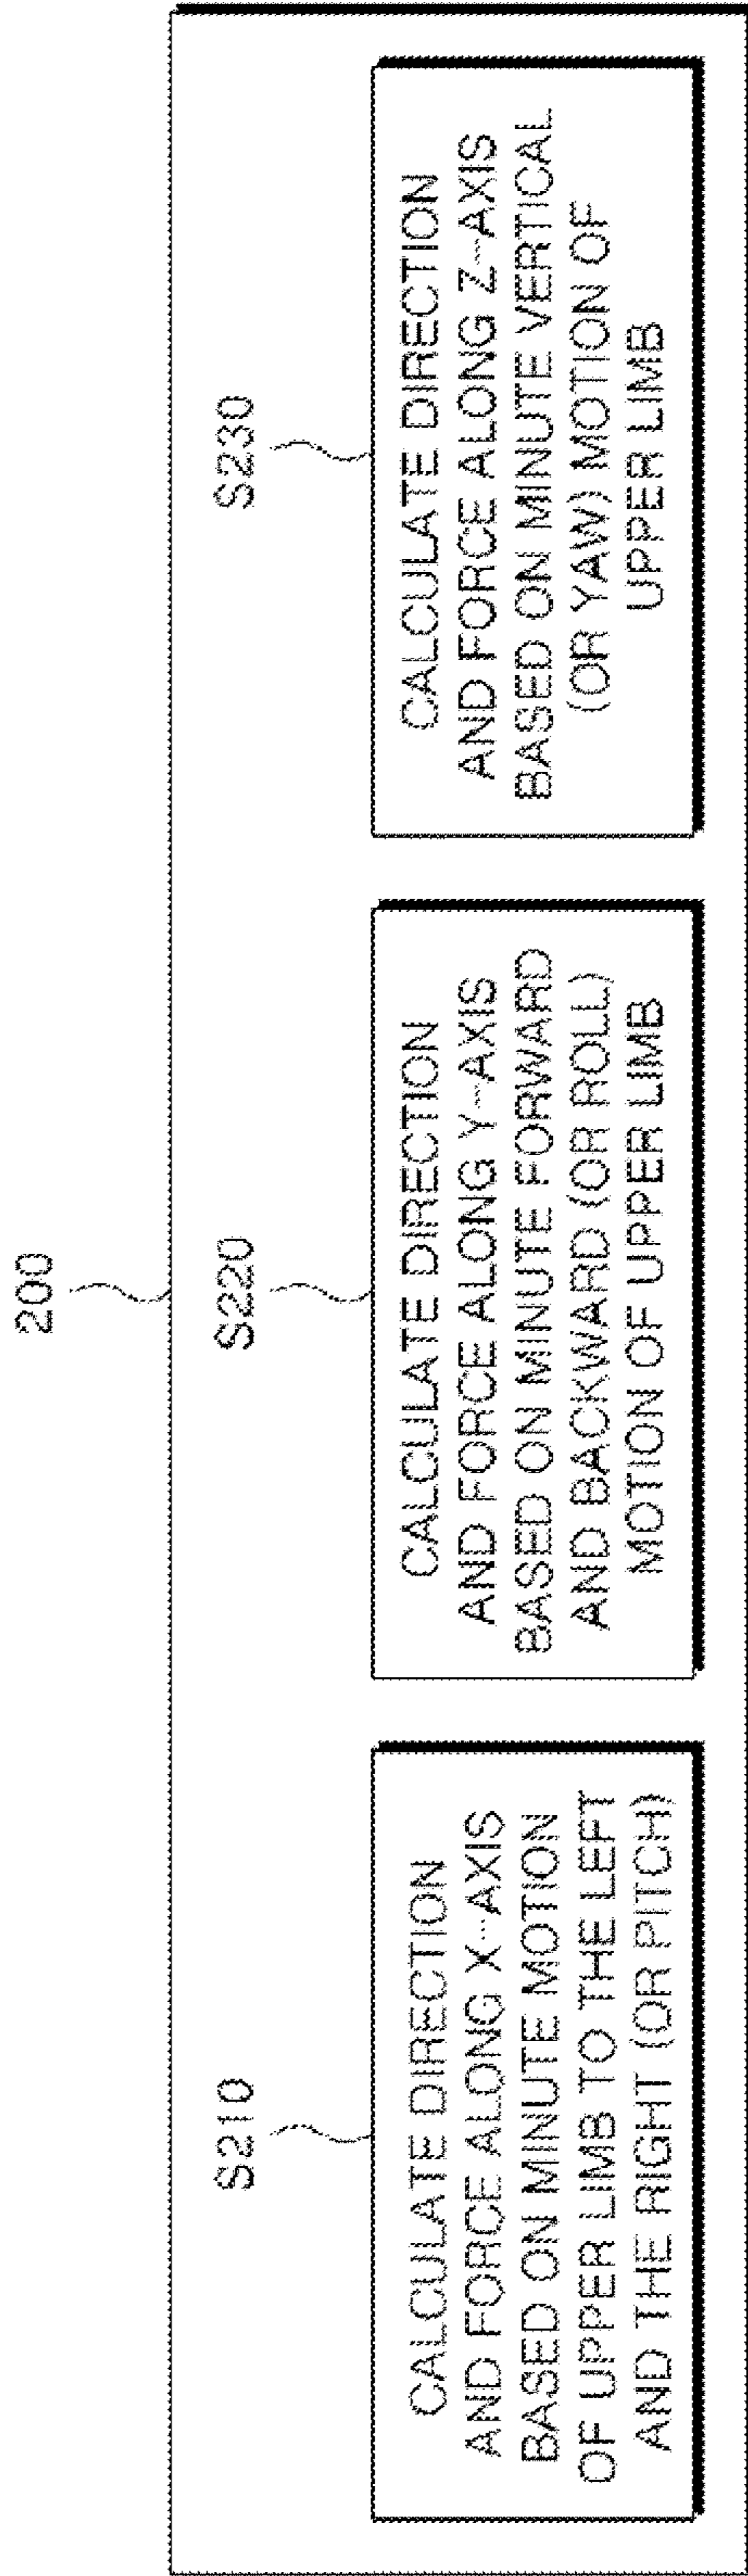 200
S210
CALCULATE DIRECTION
AND FORCE ALONG X-AXIS
BASED ON MINUTE MOTION
OF UPPER LIMB TO THE LEFT
AND THE RIGHT (OR PITCH)
S220
CALCULATE DIRECTION
AND FORCE ALONG Y-AXIS
BASED ON MINUTE FORWARD
AND BACKWARD (OR ROLL)
MOTION OF UPPER LIMB
S230
CALCULATE DIRECTION
AND FORCE ALONG Z-AXIS
BASED ON MINUTE VERTICAL
(OR YAW) MOTION OF
UPPER LIMB